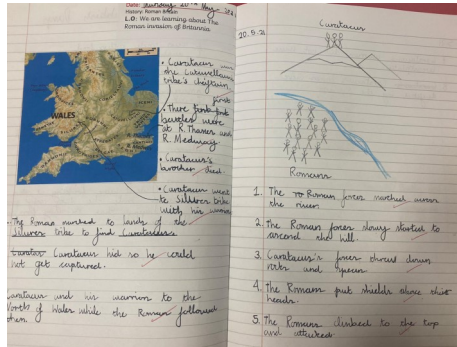 Date: Thursday 20th May
History: Roman Britain
L.O: We are learning about The
Roman invasion of Britannia
WALES
• Caratacus
the Catuvellauni
tribe's chieftain.
• There first
battles were
at R. Thames and
R. Medway.
• Caratacus's
brother died.
• Caratacus went
to Silures tribe
with his
• The Roman marched to lands of the
Silures tribe to find Caratacus.
Caratacus hid so he could
not get captured.
Caratacus and his warriors to the
North of Wales while the Roman followed
them.
20.5.21
Caratacus
Romans
1. The Roman forces marched across
the river.
2. The Roman forces slowly started to
ascend the hill.
3. Caratacus's forces threw down
rocks and spears.
4. The Romans put shields above their
heads.
5. The Romans climbed to the top
and attacked.